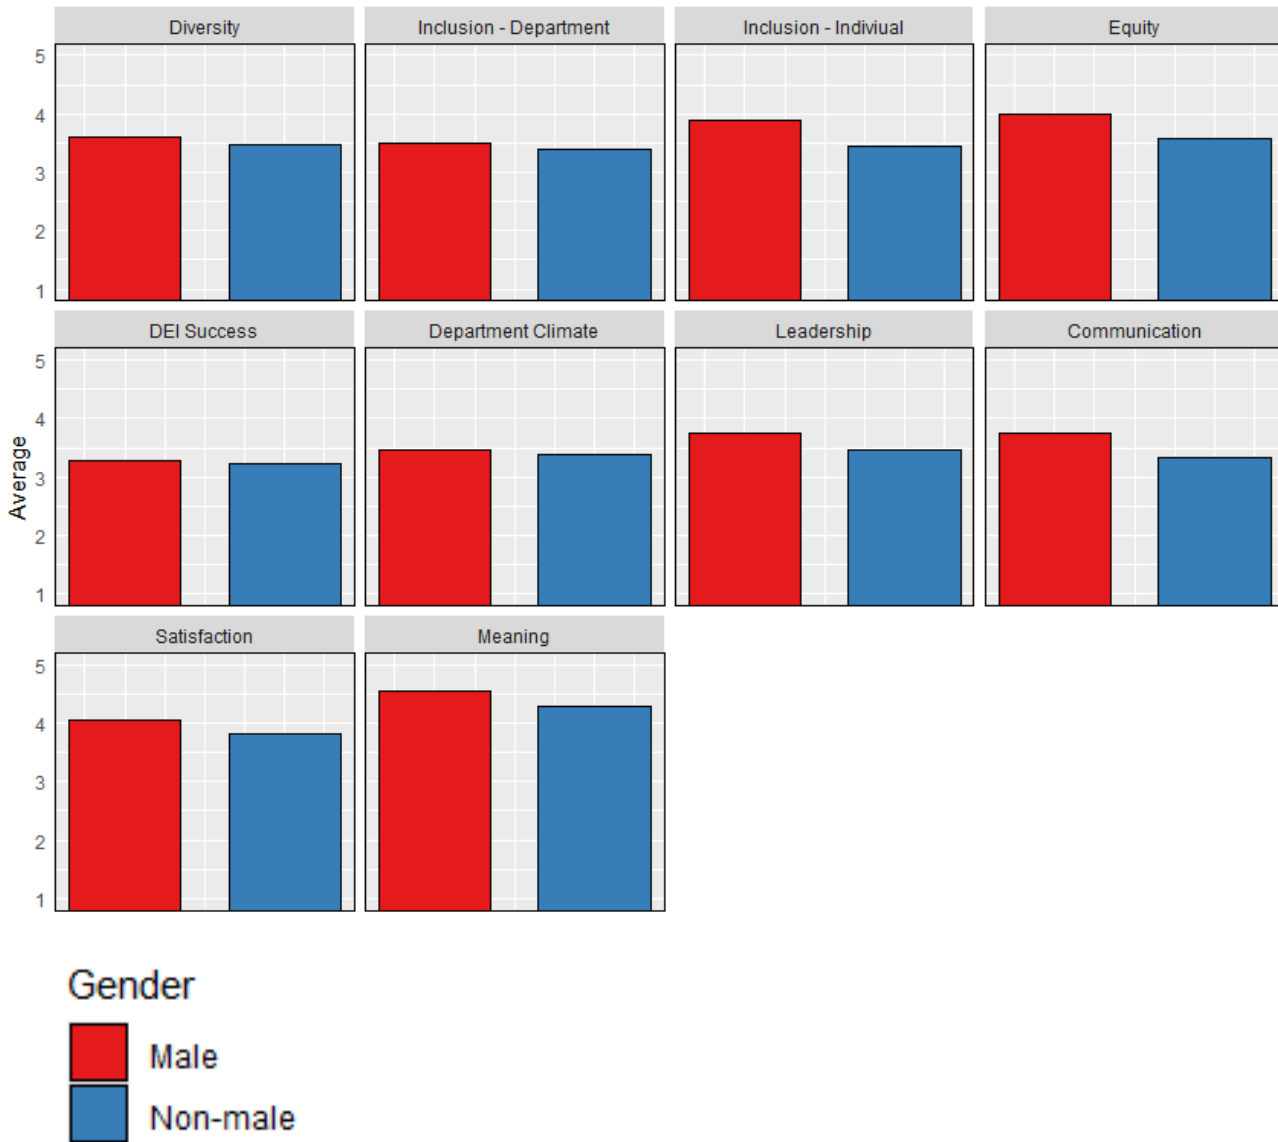 Diversity Inclusion - Department Inclusion - Indiviual Equity
5
4
3
2
1
DEI Success Department Climate Leadership Communication
5
4
3
2
1
Average
Satisfaction Meaning
5
4
3
2
1
Gender
Male
Non-male